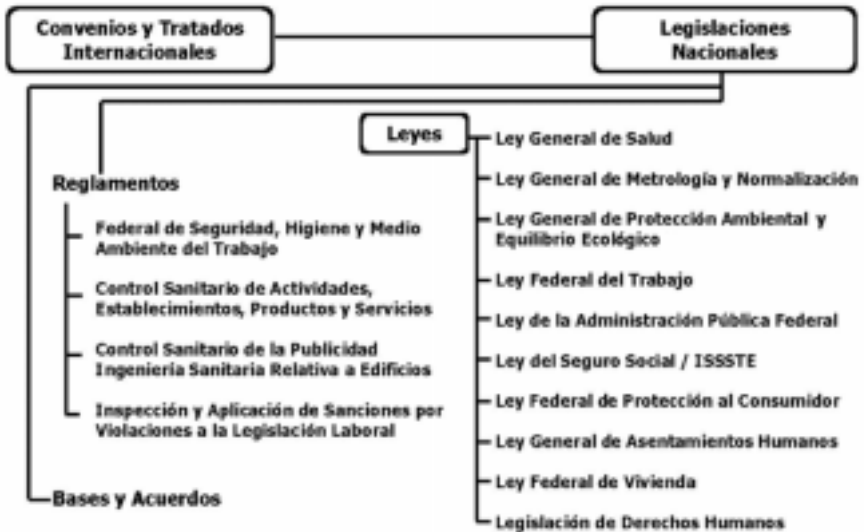 Convenios y Tratados
Internacionales
Legislaciones
Nacionales
Leyes
Ley General de Salud
Ley General de Metrología y Normalización
Ley General de Protección Ambiental y
Equilibrio Ecológico
Ley Federal del Trabajo
Ley de la Administración Pública Federal
Ley del Seguro Social / ISSSTE
Ley Federal de Protección al Consumidor
Ley General de Asentamientos Humanos
Ley Federal de Vivienda
Legislación de Derechos Humanos
Reglamentos
Federal de Seguridad, Higiene y Medio
Ambiente del Trabajo
Control Sanitario de Actividades,
Establecimientos, Productos y Servicios
Control Sanitario de la Publicidad
Ingeniería Sanitaria Relativa a Edificios
Inspección y Aplicación de Sanciones por
Violaciones a la Legislación Laboral
Bases y Acuerdos